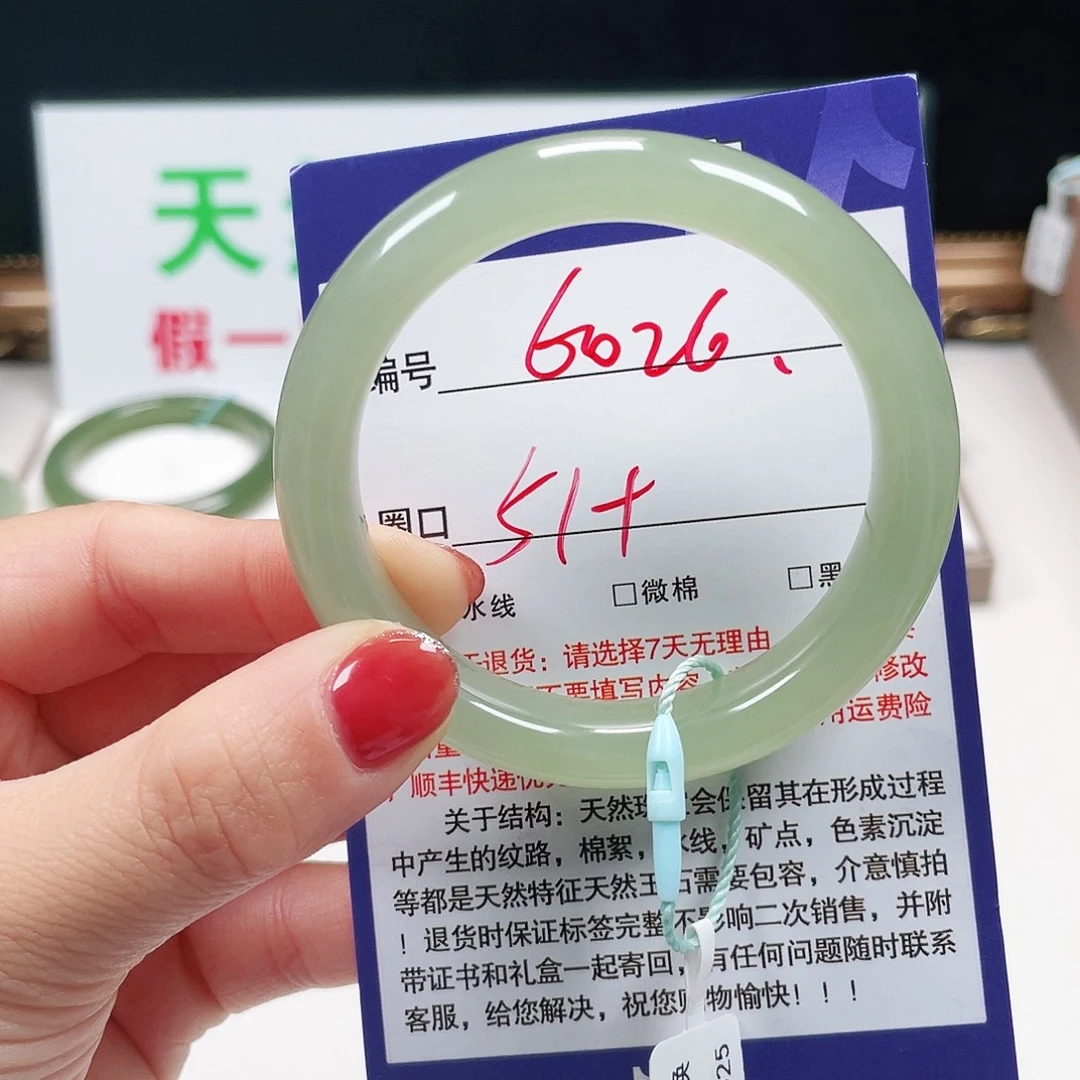 天
假一
编号 6026.
圈口 51+
水线 □微棉 □黑
退货：请选择7天无理由
不要填写内容 修改
运费险
，顺丰快递优
关于结构：天然 会保留其在形成过程
中产生的纹路，棉絮，水线，矿点，色素沉淀
等都是天然特征天然玉石需要包容，介意慎拍
！退货时保证标签完整不影响二次销售，并附
带证书和礼盒一起寄回，有任何问题随时联系
客服，给您解决，祝您购物愉快！！！
25